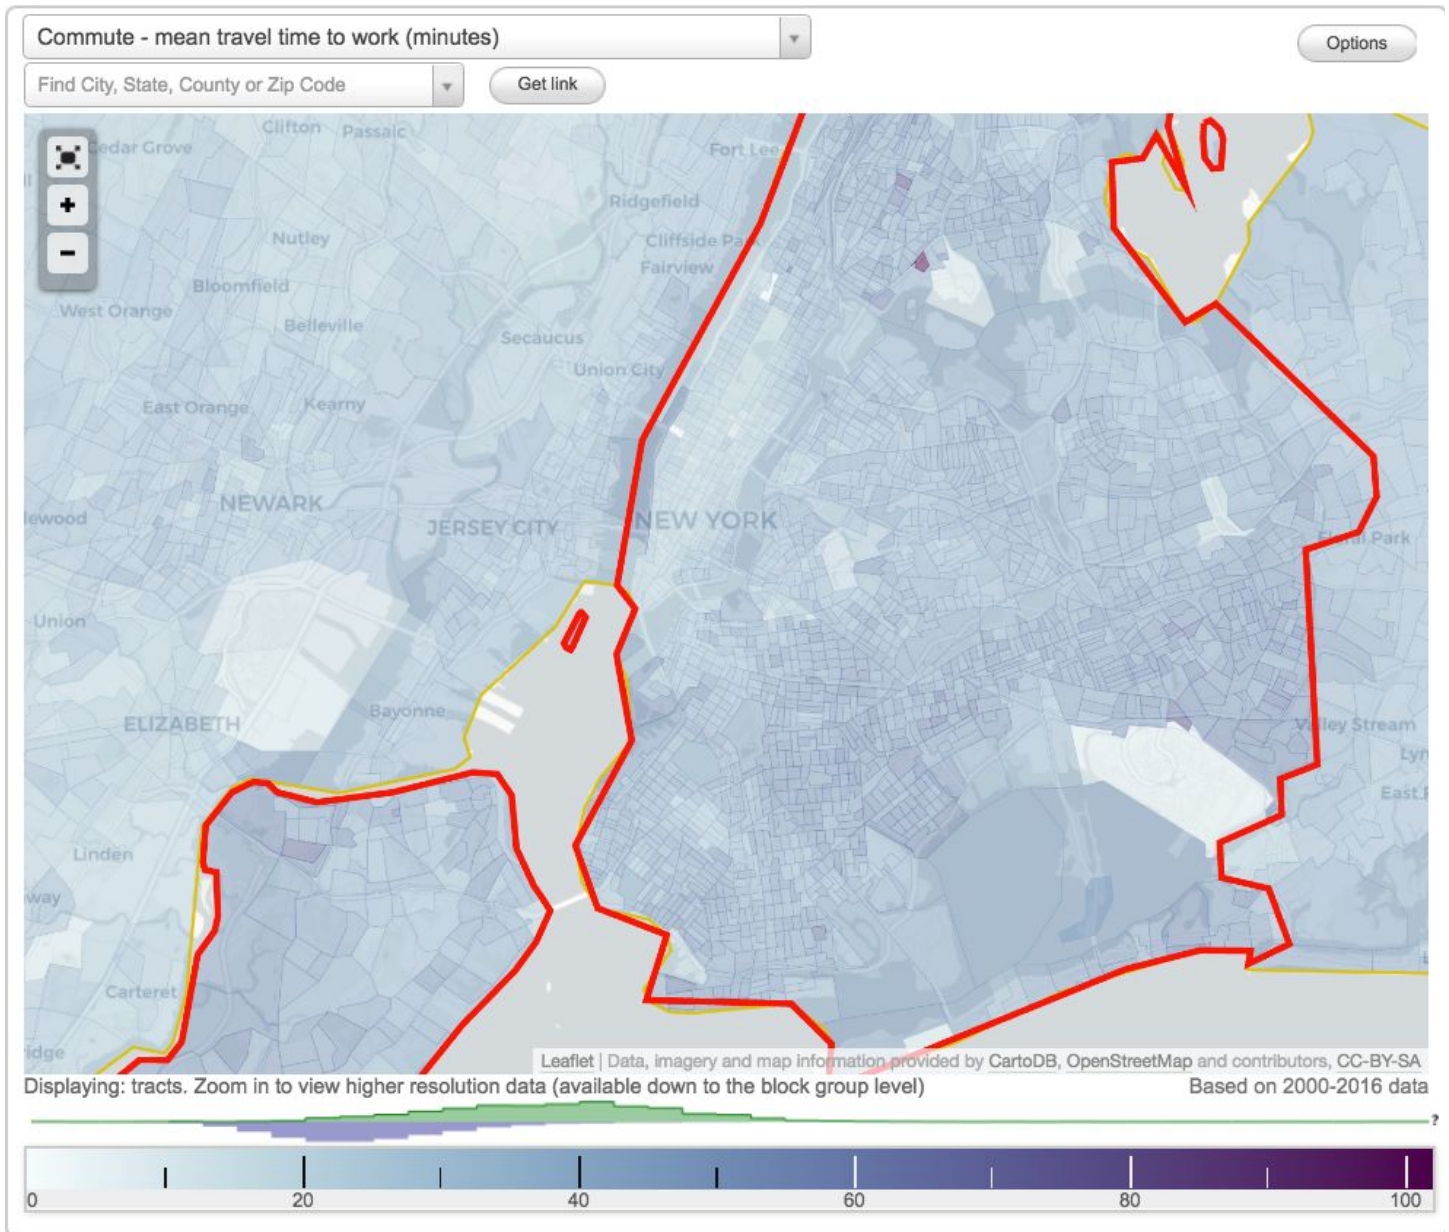 Commute - mean travel time to work (minutes)
Options
Find City, State, County or Zip Code
Get link
Clifton
Passaic
Cedar Grove
Fort Lee
+
Ridgefield
Nutley
Cliffside Park
−
Fairview
Bloomfield
West Orange
Belleville
Secaucus
Union City
East Orange
Kearny
NEWARK
JERSEY CITY
NEW YORK
lewood
Floral Park
Union
ELIZABETH
Bayonne
Valley Stream
Lyn
East R
Linden
way
Carteret
idge
Leaflet | Data, imagery and map information provided by CartoDB, OpenStreetMap and contributors, CC-BY-SA
Displaying: tracts. Zoom in to view higher resolution data (available down to the block group level)
Based on 2000-2016 data
?
0 20 40 60 80 100